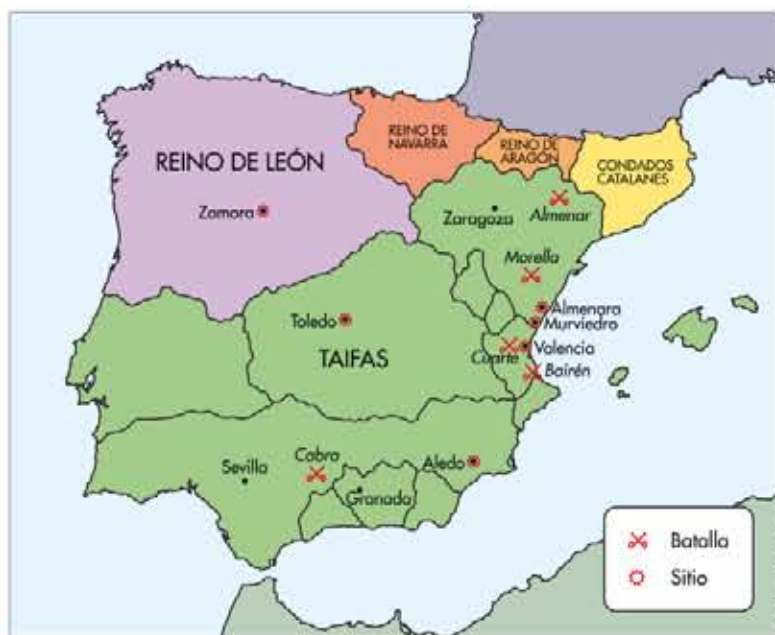 REINO DE
NAVARRA
REINO DE
ARAGÓN
CONDADOS
CATALANES
REINO DE LEÓN
Zamora
Zaragoza
Almenar
Morella
Almenara
Murviedro
Toledo
Cuarte
Valencia
TAIFAS
Bairén
Cabra
Sevilla
Aledo
Granada
Batalla
Sitio